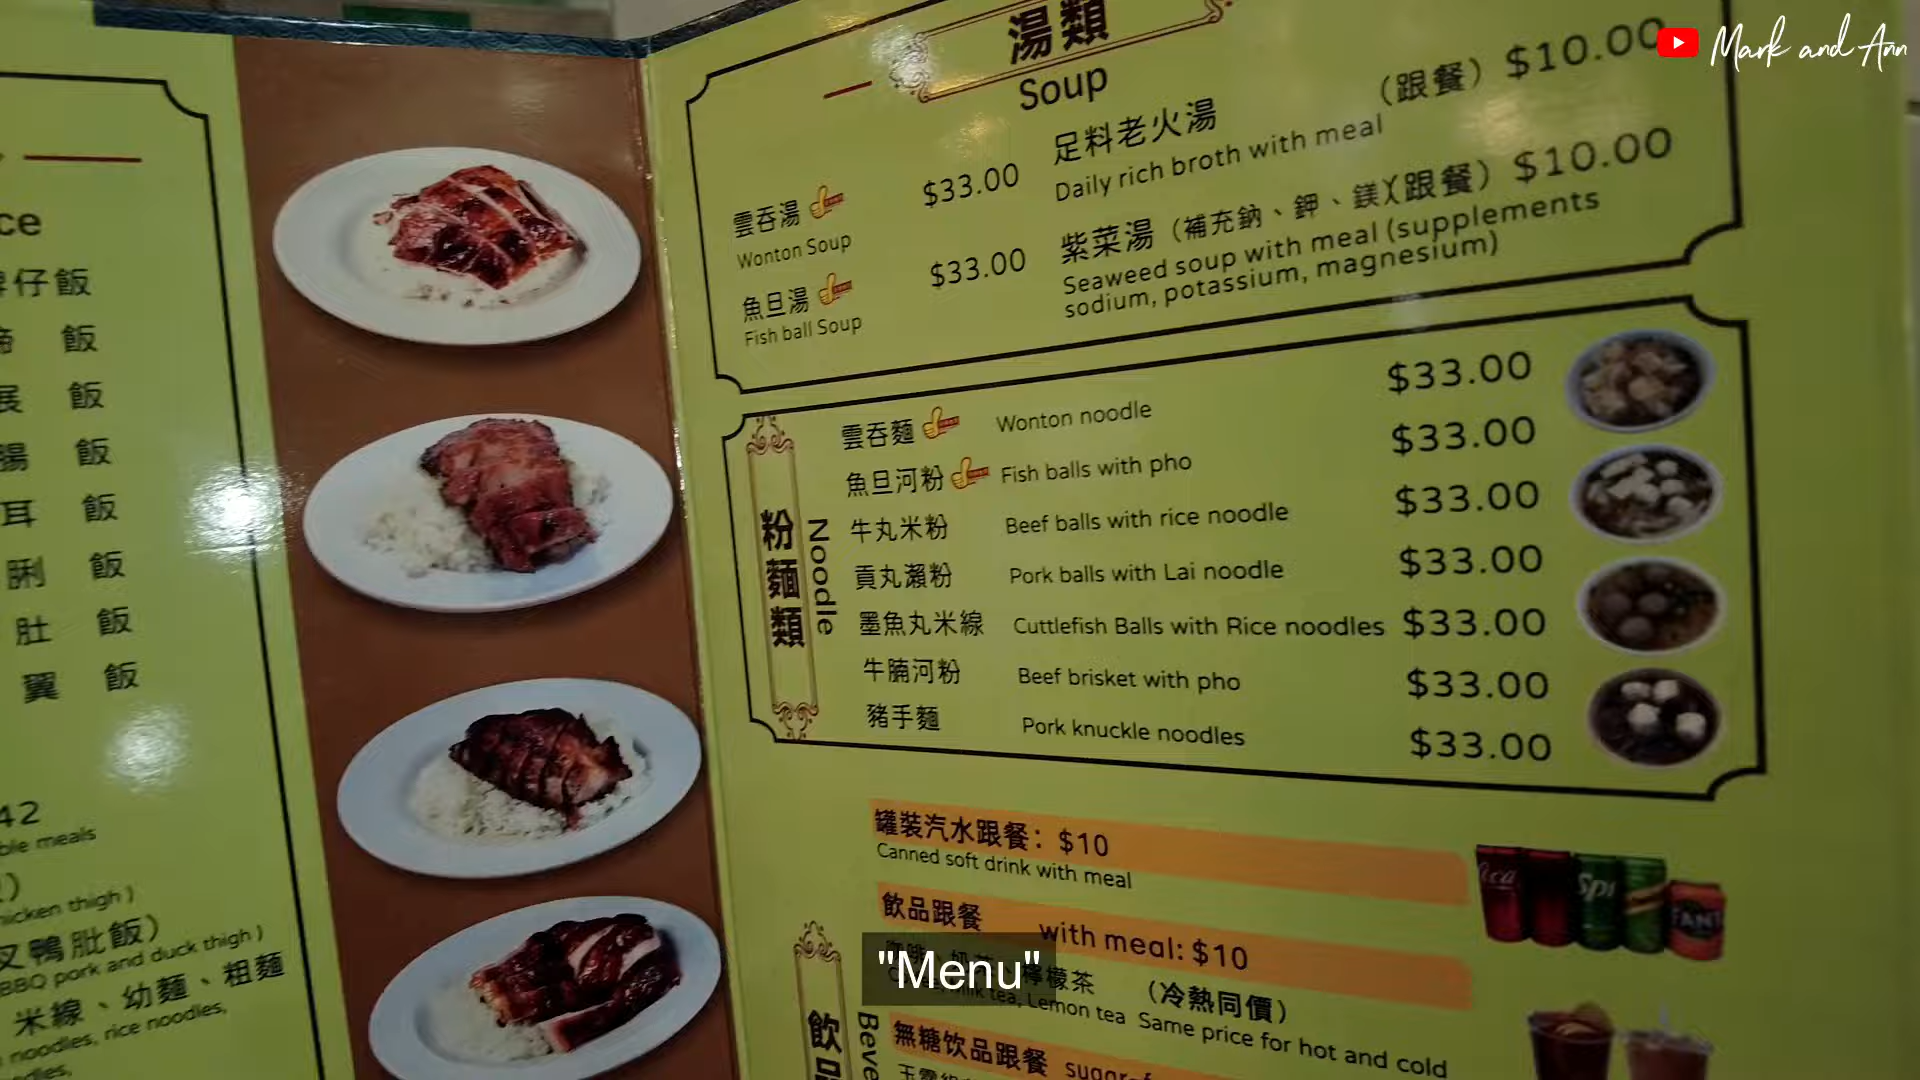 Mark and Ann
湯類
Soup
雲吞湯 $33.00
Wonton Soup
魚旦湯 $33.00
Fish ball Soup
足料老火湯 (跟餐) $10.00
Daily rich broth with meal
紫菜湯 (補充鈉、鉀、鎂)(跟餐) $10.00
Seaweed soup with meal (supplements
sodium, potassium, magnesium)
粉麵類
Noodle
雲吞麵 Wonton noodle $33.00
魚旦河粉 Fish balls with pho $33.00
牛丸米粉 Beef balls with rice noodle $33.00
貢丸瀨粉 Pork balls with Lai noodle $33.00
墨魚丸米線 Cuttlefish Balls with Rice noodles $33.00
牛腩河粉 Beef brisket with pho $33.00
豬手麵 Pork knuckle noodles $33.00
罐裝汽水跟餐: $10
Canned soft drink with meal
飲品跟餐 with meal: $10
檸檬茶 (冷熱同價)
tea, Lemon tea Same price for hot and cold
無糖飲品跟餐
飲品
仔飯
飯
飯
腸 飯
耳 飯
脷 飯
肚 飯
翼 飯
42
meals
chicken thigh)
叉鴨肶飯)
BBQ pork and duck thigh)
米線、幼麵、粗麵
noodles, rice noodles,
"Menu"